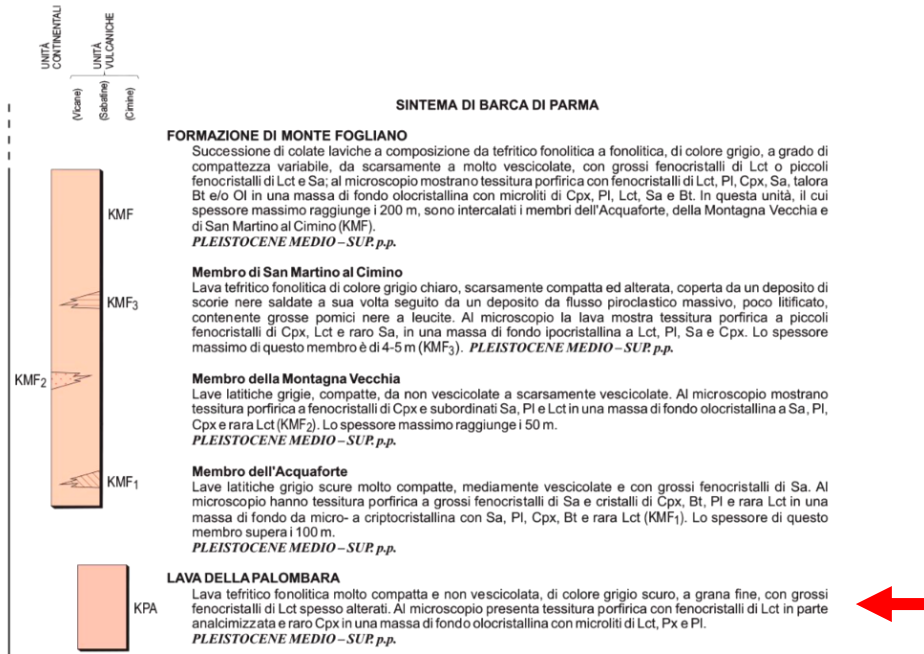 UNITÀ
CONTINENTALI
UNITÀ
VULCANICHE
(Vicane)
(Sabatine)
(Cimine)
SINTEMA DI BARCA DI PARMA
FORMAZIONE DI MONTE FOGLIANO
Successione di colate laviche a composizione da tefritico fonolitica a fonolitica, di colore grigio, a grado di
compattezza variabile, da scarsamente a molto vescicolate, con grossi fenocristalli di Lct o piccoli
fenocristalli di Lct e Sa; al microscopio mostrano tessitura porfirica con fenocristalli di Lct, Pl, Cpx, Sa, talora
Bt e/o Ol in una massa di fondo olocristallina con microliti di Cpx, Pl, Lct, Sa e Bt. In questa unità, il cui
spessore massimo raggiunge i 200 m, sono intercalati i membri dell'Acquaforte, della Montagna Vecchia e
di San Martino al Cimino (KMF).
PLEISTOCENE MEDIO – SUP. p.p.
KMF
Membro di San Martino al Cimino
Lava tefritico fonolitica di colore grigio chiaro, scarsamente compatta ed alterata, coperta da un deposito di
scorie nere saldate a sua volta seguito da un deposito da flusso piroclastico massivo, poco litificato,
contenente grosse pomici nere a leucite. Al microscopio la lava mostra tessitura porfirica a piccoli
fenocristalli di Cpx, Lct e raro Sa, in una massa di fondo ipocristallina a Lct, Pl, Sa e Cpx. Lo spessore
massimo di questo membro è di 4-5 m (KMF3). PLEISTOCENE MEDIO – SUP. p.p.
KMF3
Membro della Montagna Vecchia
Lave latitiche grigie, compatte, da non vescicolate a scarsamente vescicolate. Al microscopio mostrano
tessitura porfirica a fenocristalli di Cpx e subordinati Sa, Pl e Lct in una massa di fondo olocristallina a Sa, Pl,
Cpx e rara Lct (KMF2). Lo spessore massimo raggiunge i 50 m.
PLEISTOCENE MEDIO – SUP. p.p.
KMF2
Membro dell'Acquaforte
Lave latitiche grigio scure molto compatte, mediamente vescicolate e con grossi fenocristalli di Sa. Al
microscopio hanno tessitura porfirica a grossi fenocristalli di Sa e cristalli di Cpx, Bt, Pl e rara Lct in una
massa di fondo da micro- a criptocristallina con Sa, Pl, Cpx, Bt e rara Lct (KMF1). Lo spessore di questo
membro supera i 100 m.
PLEISTOCENE MEDIO – SUP. p.p.
KMF1
LAVA DELLA PALOMBARA
Lava tefritico fonolitica molto compatta e non vescicolata, di colore grigio scuro, a grana fine, con grossi
fenocristalli di Lct spesso alterati. Al microscopio presenta tessitura porfirica con fenocristalli di Lct in parte
analcimizzata e raro Cpx in una massa di fondo olocristallina con microliti di Lct, Px e Pl.
PLEISTOCENE MEDIO – SUP. p.p.
KPA